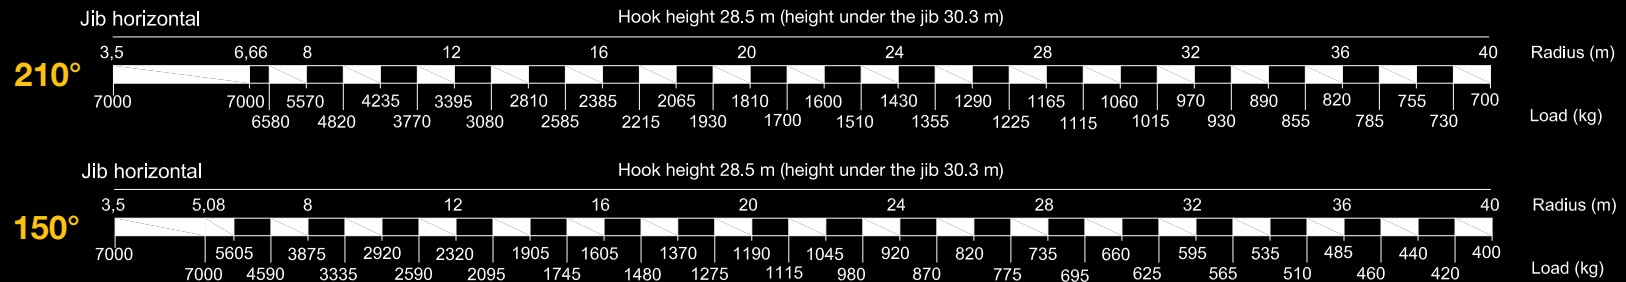 Jib horizontal Hook height 28.5 m (height under the jib 30.3 m)
3,5 6,66 8 12 16 20 24 28 32 36 40 Radius (m)
210°
7000 7000 5570 4235 3395 2810 2385 2065 1810 1600 1430 1290 1165 1060 970 890 820 755 700
6580 4820 3770 3080 2585 2215 1930 1700 1510 1355 1225 1115 1015 930 855 785 730 Load (kg)
Jib horizontal Hook height 28.5 m (height under the jib 30.3 m)
3,5 5,08 8 12 16 20 24 28 32 36 40 Radius (m)
150°
7000 5605 3875 2920 2320 1905 1605 1370 1190 1045 920 820 735 660 595 535 485 440 400
7000 4590 3335 2590 2095 1745 1480 1275 1115 980 870 775 695 625 565 510 460 420 Load (kg)